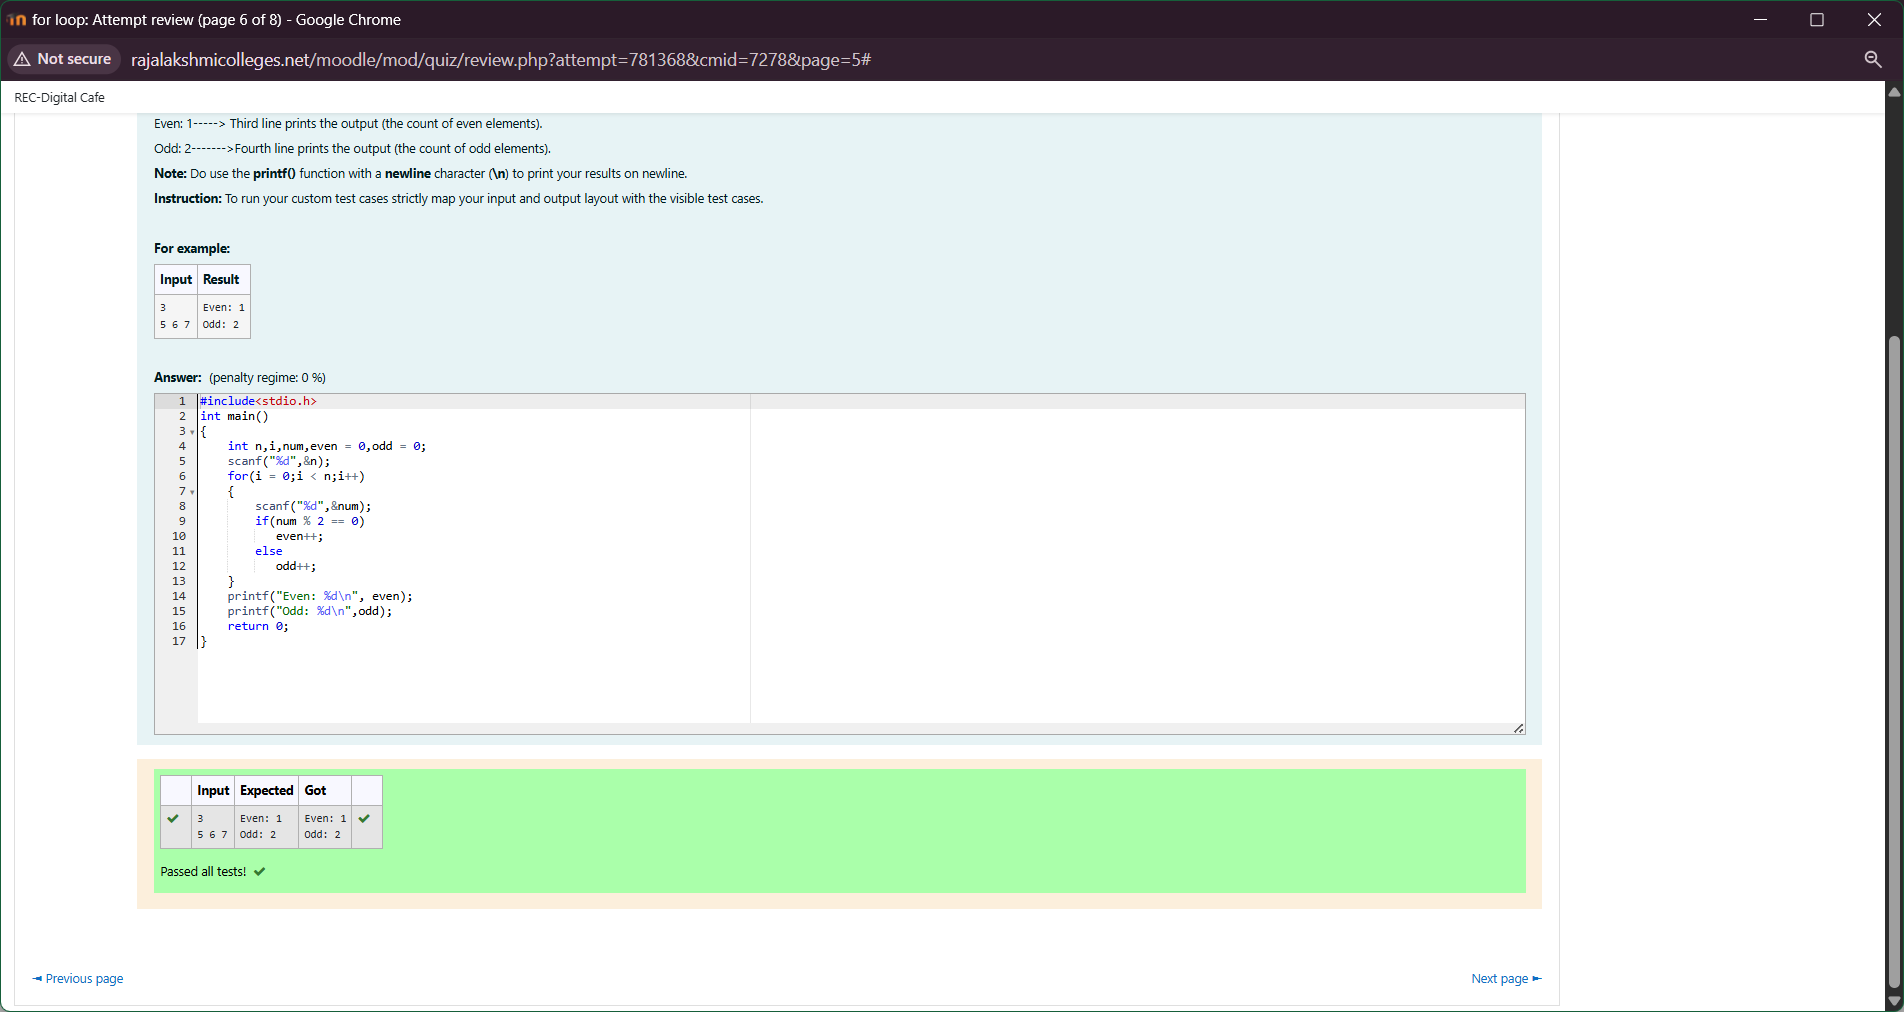 for loop: Attempt review (page 6 of 8) - Google Chrome
Not secure rajalakshmicolleges.net/moodle/mod/quiz/review.php?attempt=781368&cmid=7278&page=5#
REC-Digital Cafe
Even: 1-----> Third line prints the output (the count of even elements).
Odd: 2------->Fourth line prints the output (the count of odd elements).
Note: Do use the printf() function with a newline character (\n) to print your results on newline.
Instruction: To run your custom test cases strictly map your input and output layout with the visible test cases.
For example:
Input Result
3 Even: 1
5 6 7 Odd: 2
Answer: (penalty regime: 0 %)
1 #include<stdio.h>
2 int main()
3 {
4     int n,i,num,even = 0,odd = 0;
5     scanf("%d",&n);
6     for(i = 0;i < n;i++)
7     {
8         scanf("%d",&num);
9         if(num % 2 == 0)
10            even++;
11        else
12            odd++;
13    }
14    printf("Even: %d\n", even);
15    printf("Odd: %d\n",odd);
16    return 0;
17 }
Input Expected Got
3 Even: 1 Even: 1
5 6 7 Odd: 2 Odd: 2
Passed all tests!
Previous page
Next page